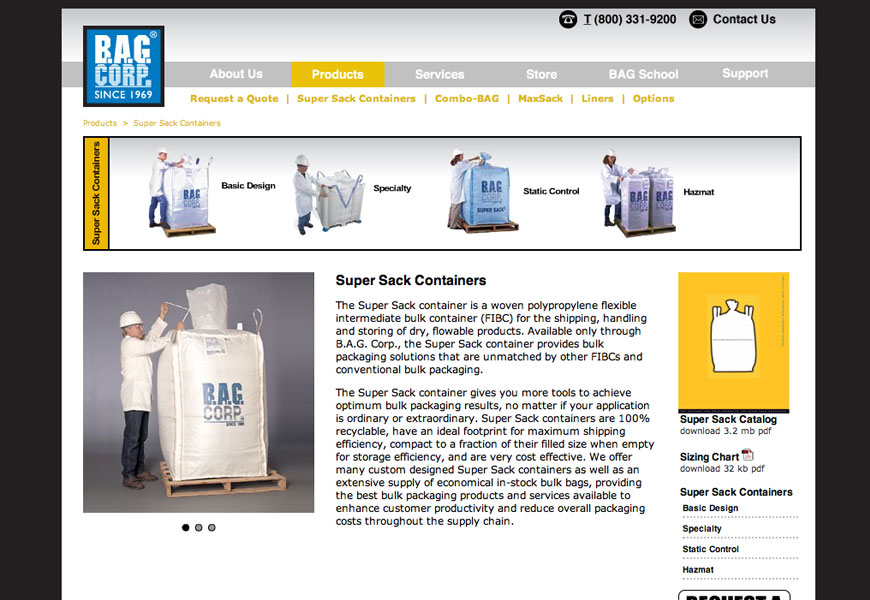 T (800) 331-9200 Contact Us
B.A.G.®
CORP.
SINCE 1969
About Us Products Services Store BAG School Support
Request a Quote | Super Sack Containers | Combo-BAG | MaxSack | Liners | Options
Products > Super Sack Containers
Super Sack Containers
B.A.G. CORP. Basic Design
Specialty
B.A.G. CORP. SUPER SACK Static Control
B.A.G. CORP. Hazmat
B.A.G.
CORP.
SINCE 1969
Super Sack Containers
The Super Sack container is a woven polypropylene flexible
intermediate bulk container (FIBC) for the shipping, handling
and storing of dry, flowable products. Available only through
B.A.G. Corp., the Super Sack container provides bulk
packaging solutions that are unmatched by other FIBCs and
conventional bulk packaging.
The Super Sack container gives you more tools to achieve
optimum bulk packaging results, no matter if your application
is ordinary or extraordinary. Super Sack containers are 100%
recyclable, have an ideal footprint for maximum shipping
efficiency, compact to a fraction of their filled size when empty
for storage efficiency, and are very cost effective. We offer
many custom designed Super Sack containers as well as an
extensive supply of economical in-stock bulk bags, providing
the best bulk packaging products and services available to
enhance customer productivity and reduce overall packaging
costs throughout the supply chain.
Super Sack Catalog
download 3.2 mb pdf
Sizing Chart
download 32 kb pdf
Super Sack Containers
Basic Design
Specialty
Static Control
Hazmat
REQUEST A